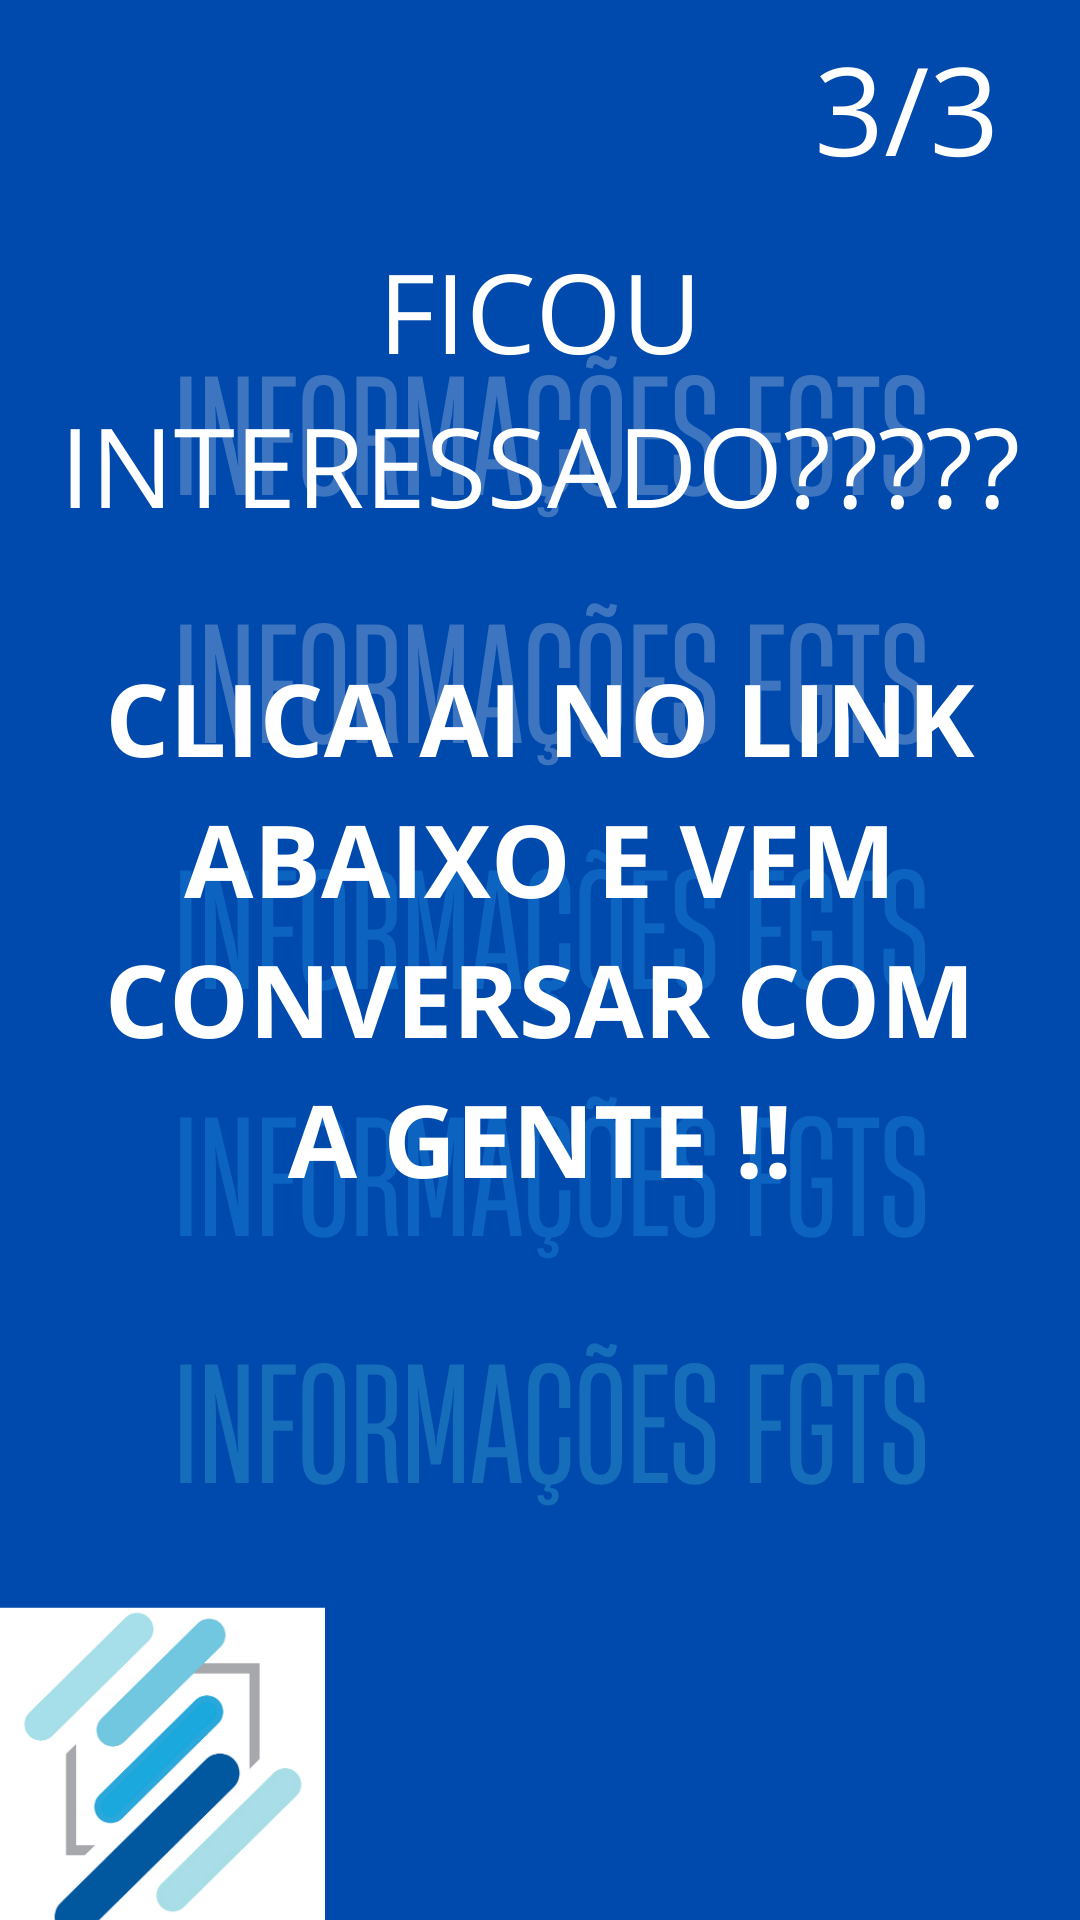 3/3
FICOU
INFORMAÇÕES FGTS
INTERESSADO?????
INFORMAÇÕES FGTS
CLICA AI NO LINK
ABAIXO E VEM
INFORMAÇÕES FGTS
CONVERSAR COM
A GENTE !!
INFORMAÇÕES FGTS
INFORMAÇÕES FGTS